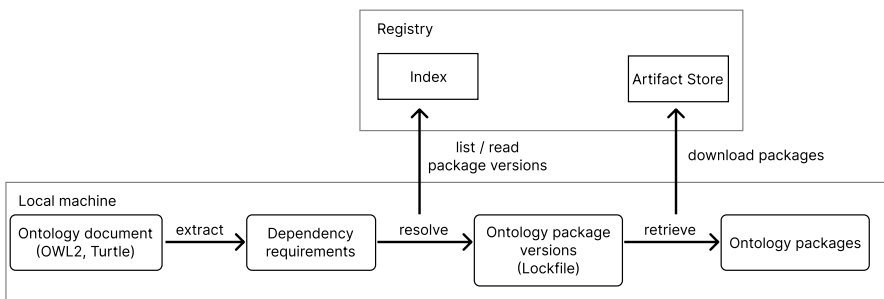 Registry
Index
Artifact Store
list / read
package versions
download packages
Local machine
Ontology document
(OWL2, Turtle)
extract
Dependency
requirements
resolve
Ontology package
versions
(Lockfile)
retrieve
Ontology packages